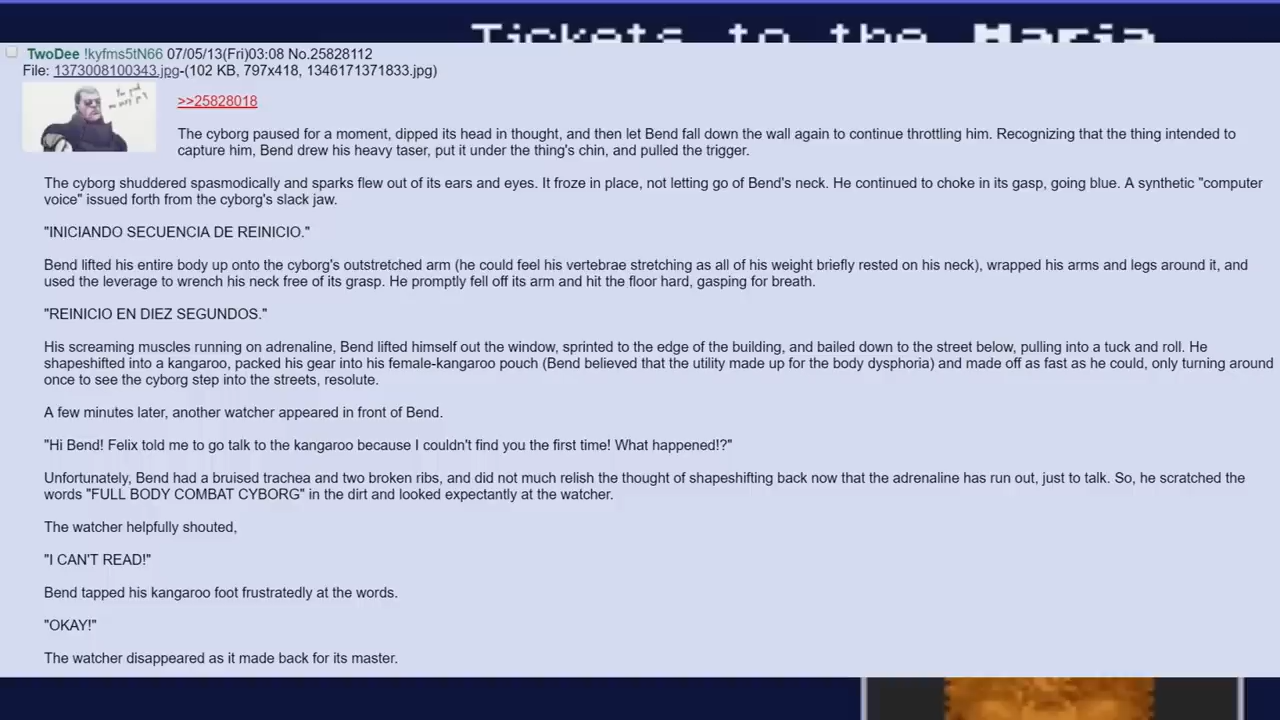 Tickets to the Maria
TwoDee !kyfms5tN66 07/05/13(Fri)03:08 No.25828112
File: 1373008100343.jpg-(102 KB, 797x418, 1346171371833.jpg)
>>25828018
The cyborg paused for a moment, dipped its head in thought, and then let Bend fall down the wall again to continue throttling him. Recognizing that the thing intended to
capture him, Bend drew his heavy taser, put it under the thing's chin, and pulled the trigger.
The cyborg shuddered spasmodically and sparks flew out of its ears and eyes. It froze in place, not letting go of Bend's neck. He continued to choke in its gasp, going blue. A synthetic "computer
voice" issued forth from the cyborg's slack jaw.
"INICIANDO SECUENCIA DE REINICIO."
Bend lifted his entire body up onto the cyborg's outstretched arm (he could feel his vertebrae stretching as all of his weight briefly rested on his neck), wrapped his arms and legs around it, and
used the leverage to wrench his neck free of its grasp. He promptly fell off its arm and hit the floor hard, gasping for breath.
"REINICIO EN DIEZ SEGUNDOS."
His screaming muscles running on adrenaline, Bend lifted himself out the window, sprinted to the edge of the building, and bailed down to the street below, pulling into a tuck and roll. He
shapeshifted into a kangaroo, packed his gear into his female-kangaroo pouch (Bend believed that the utility made up for the body dysphoria) and made off as fast as he could, only turning around
once to see the cyborg step into the streets, resolute.
A few minutes later, another watcher appeared in front of Bend.
"Hi Bend! Felix told me to go talk to the kangaroo because I couldn't find you the first time! What happened!?"
Unfortunately, Bend had a bruised trachea and two broken ribs, and did not much relish the thought of shapeshifting back now that the adrenaline has run out, just to talk. So, he scratched the
words "FULL BODY COMBAT CYBORG" in the dirt and looked expectantly at the watcher.
The watcher helpfully shouted,
"I CAN'T READ!"
Bend tapped his kangaroo foot frustratedly at the words.
"OKAY!"
The watcher disappeared as it made back for its master.